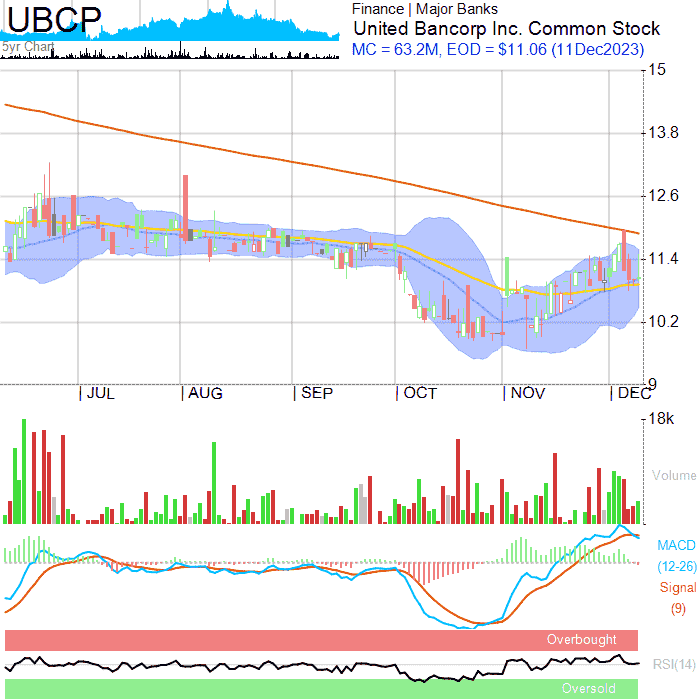 UBCP
5yr Chart
Finance | Major Banks
United Bancorp Inc. Common Stock
MC = 63.2M, EOD = $11.06 (11Dec2023)
15
13.8
12.6
11.4
10.2
9
JUL AUG SEP OCT NOV DEC
18k
Volume
MACD
(12-26)
Signal
(9)
Overbought
RSI(14)
Oversold